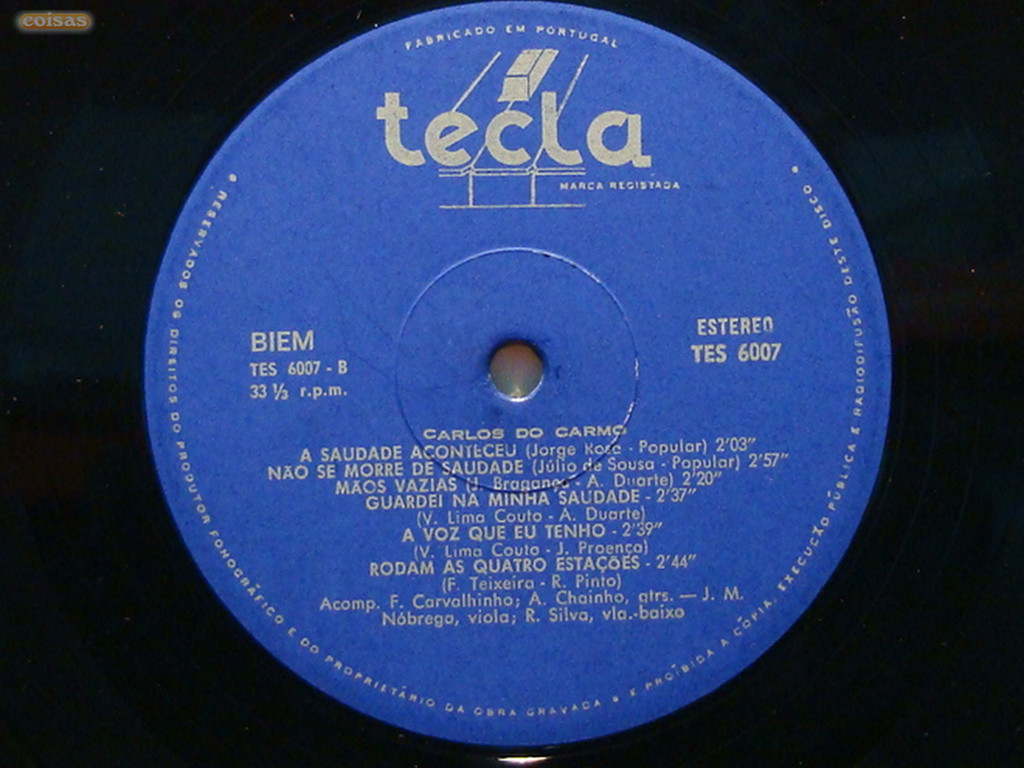 coisas
FABRICADO EM PORTUGAL
tecla
MARCA REGISTADA
BIEM
TES 6007 - B
33 ⅓ r.p.m.
ESTEREO
TES 6007
CARLOS DO CARMO
A SAUDADE ACONTECEU (Jorge Rosa - Popular) 2'03"
NÃO SE MORRE DE SAUDADE (Júlio de Sousa - Popular) 2'57"
MÃOS VAZIAS (J. Bragança - A. Duarte) 2'20"
GUARDEI NA MINHA SAUDADE - 2'37"
(V. Lima Couto - A. Duarte)
A VOZ QUE EU TENHO - 2'39"
(V. Lima Couto - J. Proença)
RODAM AS QUATRO ESTAÇÕES - 2'44"
(F. Teixeira - R. Pinto)
Acomp. F. Carvalhinho; A. Chainho, gtrs. — J. M.
Nóbrega, viola; R. Silva, vla.-baixo
• RESERVADOS OS DIREITOS DO PRODUTOR FONOGRÁFICO E DO PROPRIETÁRIO DA OBRA GRAVADA • E PROÍBIDA A CÓPIA, EXECUÇÃO PÚBLICA E RADIODIFUSÃO DESTE DISCO •